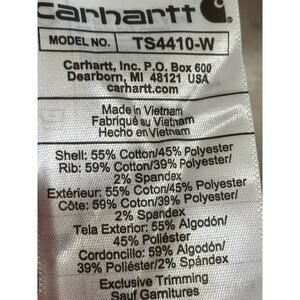 carhartt
MODEL NO. TS4410-W
Carhartt, Inc. P.O. Box 600
Dearborn, MI 48121 USA
carhartt.com
Made in Vietnam
Fabriqué au Vietnam
Hecho en Vietnam
Shell: 55% Cotton/45% Polyester
Rib: 59% Cotton/39% Polyester/
2% Spandex
Extérieur: 55% Coton/45% Polyester
Côte: 59% Coton/39% Polyester/
2% Spandex
Tela Exterior: 55% Algodón/
45% Poliéster
Cordoncillo: 59% Algodón/
39% Poliéster/2% Spandex
Exclusive Trimming
Sauf Garnitures